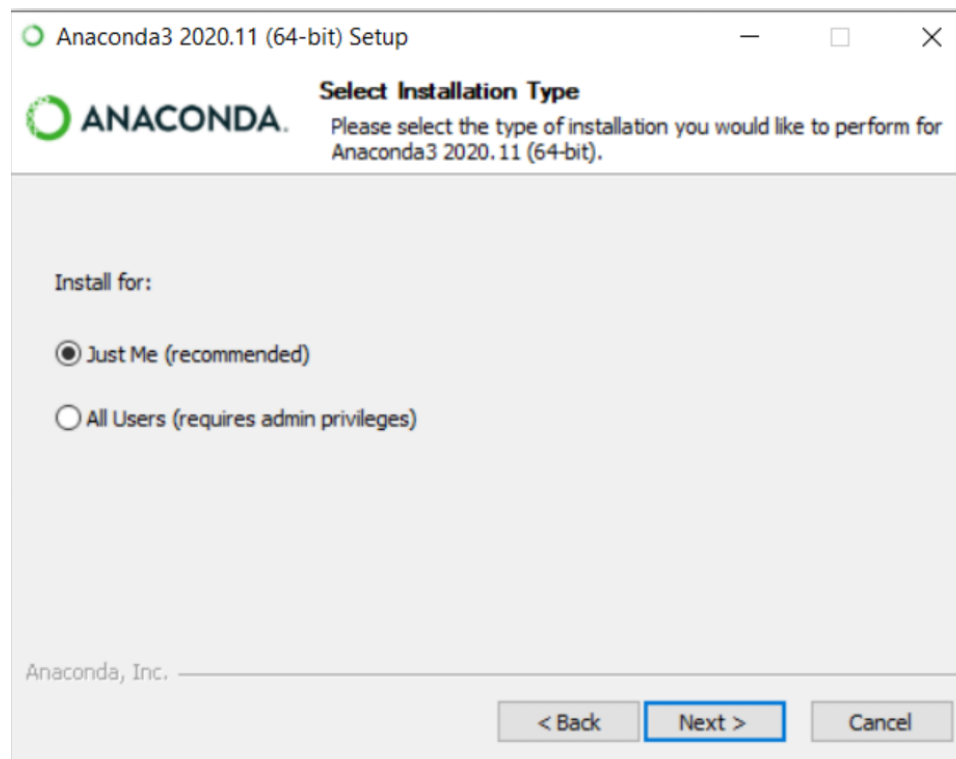 Anaconda3 2020.11 (64-bit) Setup
ANACONDA.
Select Installation Type
Please select the type of installation you would like to perform for
Anaconda3 2020.11 (64-bit).
Install for:
Just Me (recommended)
All Users (requires admin privileges)
Anaconda, Inc.
< Back
Next >
Cancel